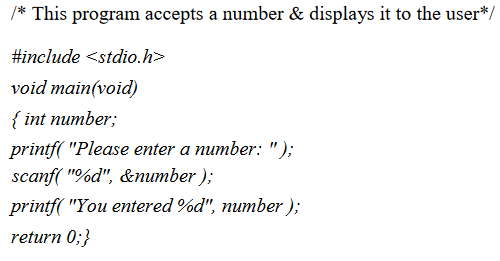 /* This program accepts a number & displays it to the user*/
#include <stdio.h>
void main(void)
{ int number;
printf( "Please enter a number: " );
scanf( "%d", &number );
printf( "You entered %d", number );
return 0;}